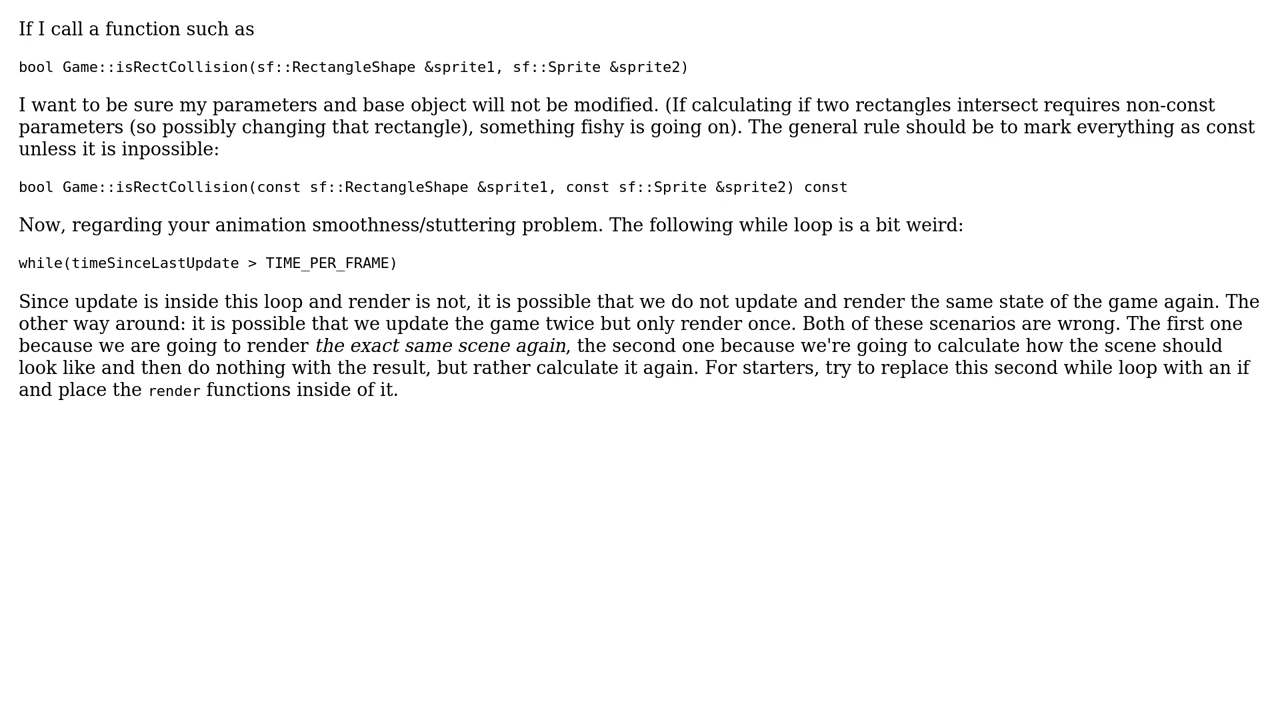 If I call a function such as
bool Game::isRectCollision(sf::RectangleShape &sprite1, sf::Sprite &sprite2)
I want to be sure my parameters and base object will not be modified. (If calculating if two rectangles intersect requires non-const
parameters (so possibly changing that rectangle), something fishy is going on). The general rule should be to mark everything as const
unless it is inpossible:
bool Game::isRectCollision(const sf::RectangleShape &sprite1, const sf::Sprite &sprite2) const
Now, regarding your animation smoothness/stuttering problem. The following while loop is a bit weird:
while(timeSinceLastUpdate > TIME_PER_FRAME)
Since update is inside this loop and render is not, it is possible that we do not update and render the same state of the game again. The
other way around: it is possible that we update the game twice but only render once. Both of these scenarios are wrong. The first one
because we are going to render the exact same scene again, the second one because we're going to calculate how the scene should
look like and then do nothing with the result, but rather calculate it again. For starters, try to replace this second while loop with an if
and place the render functions inside of it.